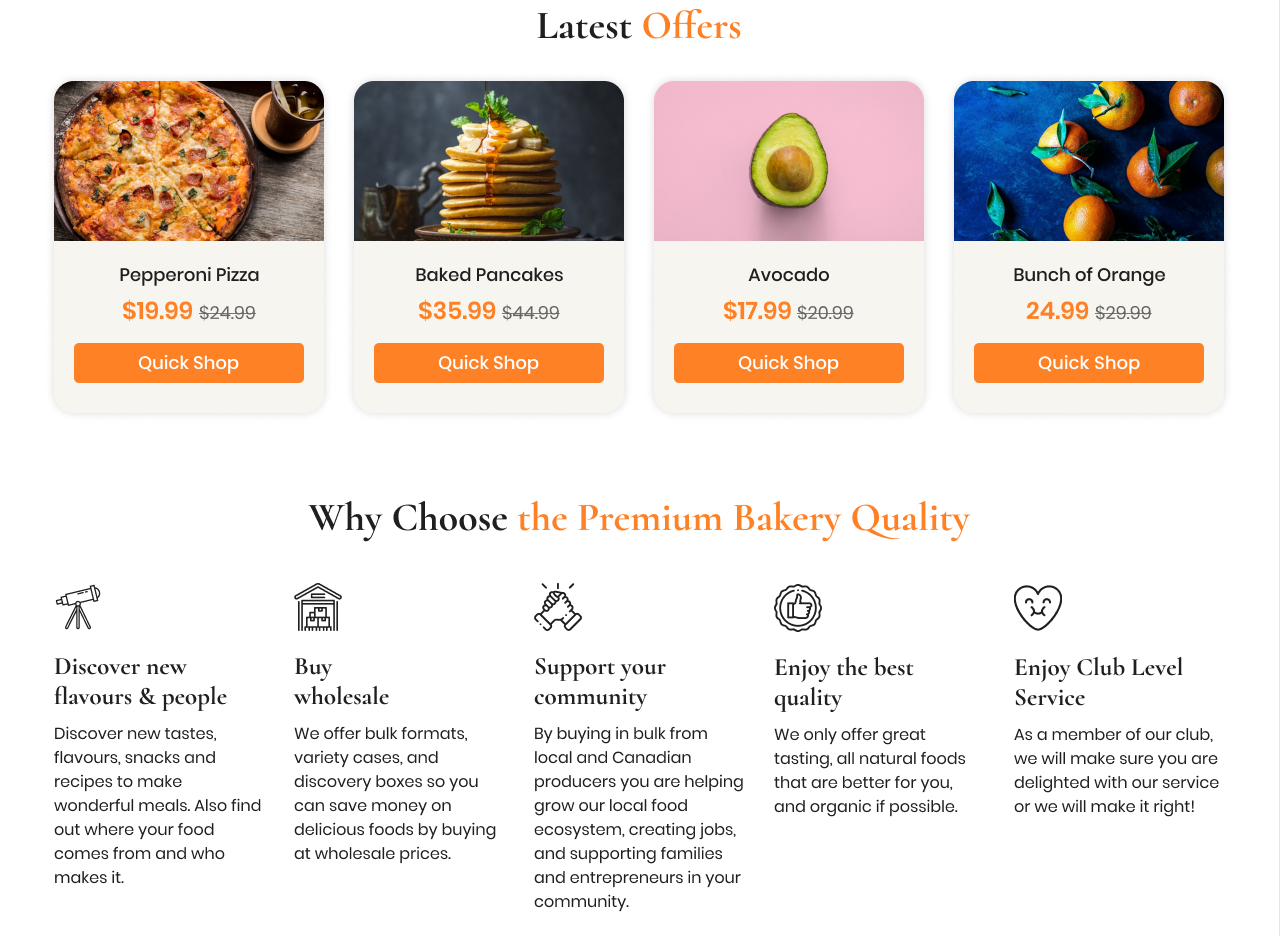 Latest Offers
Pepperoni Pizza
$19.99 $24.99
Quick Shop
Baked Pancakes
$35.99 $44.99
Quick Shop
Avocado
$17.99 $20.99
Quick Shop
Bunch of Orange
24.99 $29.99
Quick Shop
Why Choose the Premium Bakery Quality
Discover new
flavours & people
Discover new tastes,
flavours, snacks and
recipes to make
wonderful meals. Also find
out where your food
comes from and who
makes it.
Buy
wholesale
We offer bulk formats,
variety cases, and
discovery boxes so you
can save money on
delicious foods by buying
at wholesale prices.
Support your
community
By buying in bulk from
local and Canadian
producers you are helping
grow our local food
ecosystem, creating jobs,
and supporting families
and entrepreneurs in your
community.
Enjoy the best
quality
We only offer great
tasting, all natural foods
that are better for you,
and organic if possible.
Enjoy Club Level
Service
As a member of our club,
we will make sure you are
delighted with our service
or we will make it right!